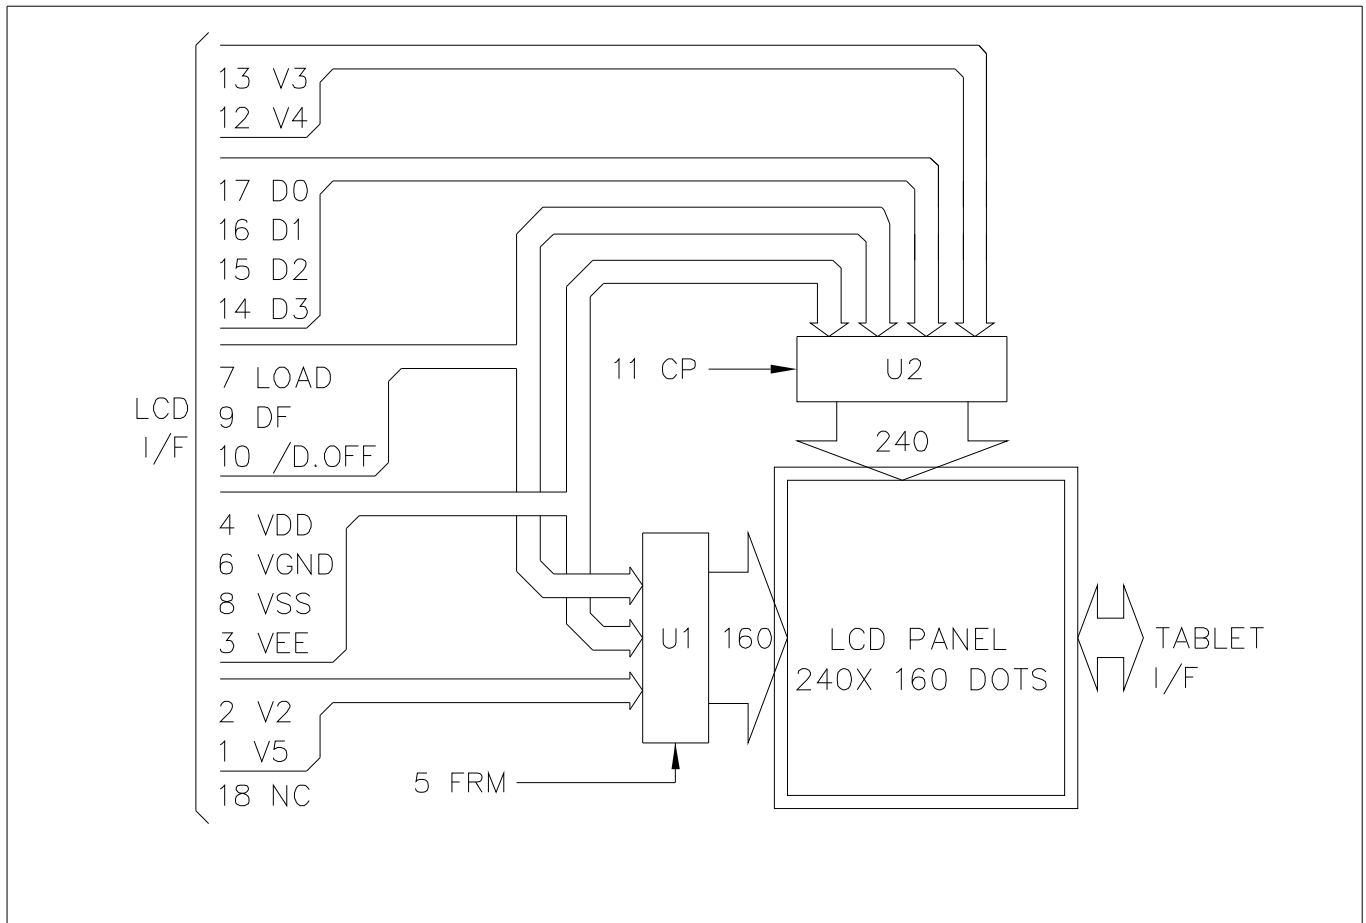 13 V3
12 V4
17 D0
16 D1
15 D2
14 D3
7 LOAD
9 DF
10 /D.OFF
LCD
I/F
4 VDD
6 VGND
8 VSS
3 VEE
2 V2
1 V5
18 NC
11 CP
U2
240
U1
160
LCD PANEL
240X 160 DOTS
TABLET
I/F
5 FRM